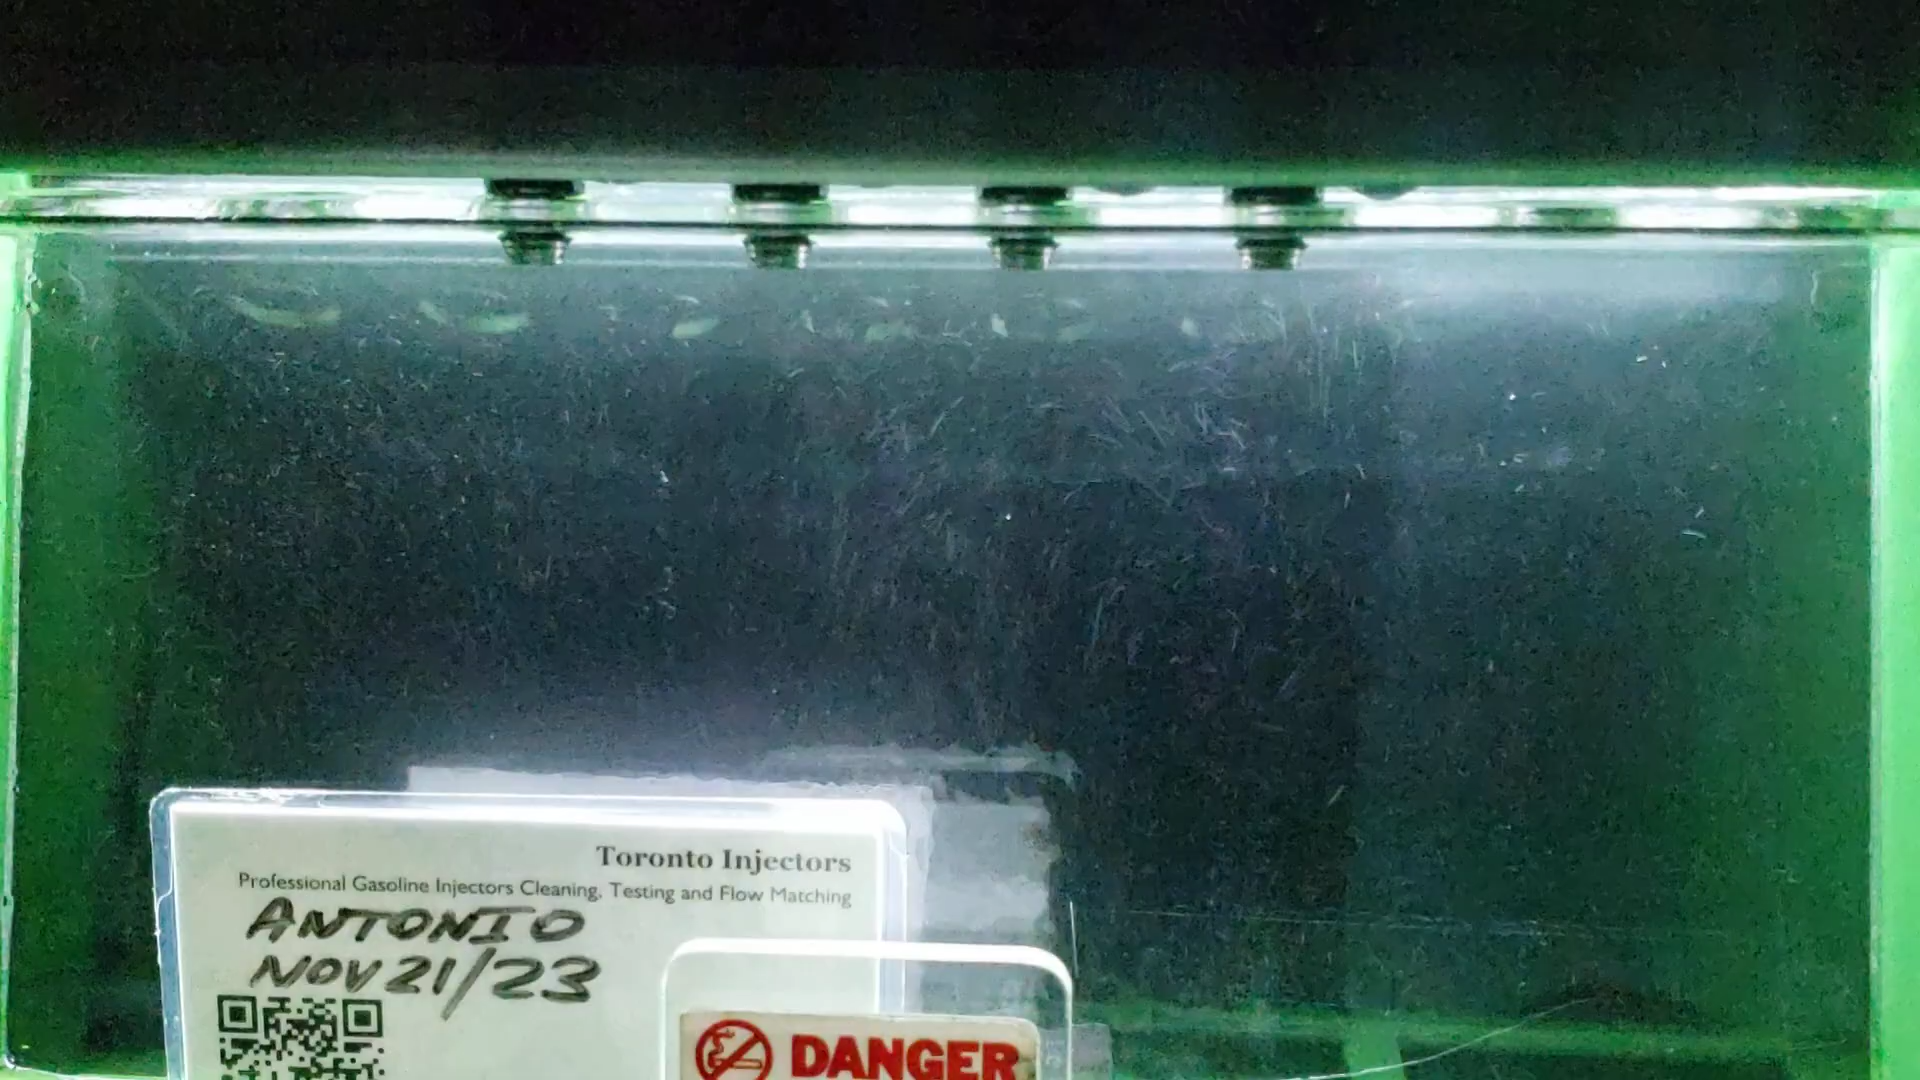 Toronto Injectors
Professional Gasoline Injectors Cleaning, Testing and Flow Matching
ANTONIO
NOV 21/23
DANGER